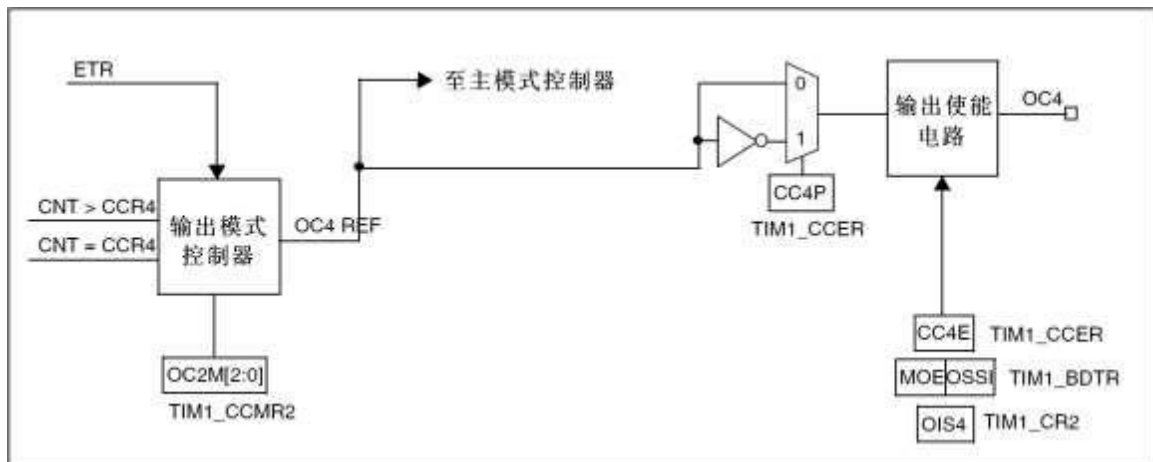 ETR
至主模式控制器
0
1
输出使能
电路
OC4
CNT > CCR4
CNT = CCR4
输出模式
控制器
OC4 REF
CC4P
TIM1_CCER
OC2M[2:0]
TIM1_CCMR2
CC4E TIM1_CCER
MOE OSSI TIM1_BDTR
OIS4 TIM1_CR2